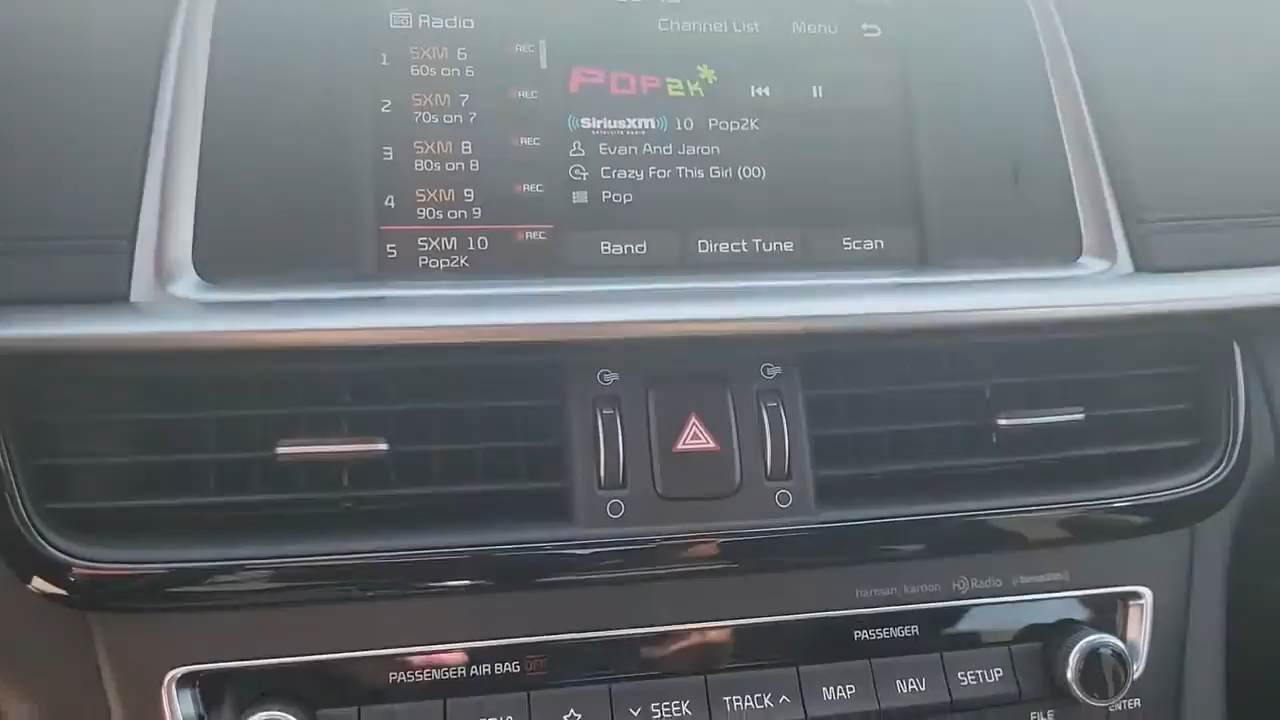 Radio
Channel List
Menu
1 SXM 6 REC
60s on 6
2 SXM 7 REC
70s on 7
3 SXM 8 REC
80s on 8
4 SXM 9 REC
90s on 9
5 SXM 10 REC
Pop2K
POP2K*
SiriusXM 10 Pop2K
SATELLITE RADIO
Evan And Jaron
Crazy For This Girl (00)
Pop
Band
Direct Tune
Scan
harman/kardon
HD Radio
SiriusXM
PASSENGER AIR BAG OFF
PASSENGER
SEEK
TRACK
MAP
NAV
SETUP
FILE
ENTER